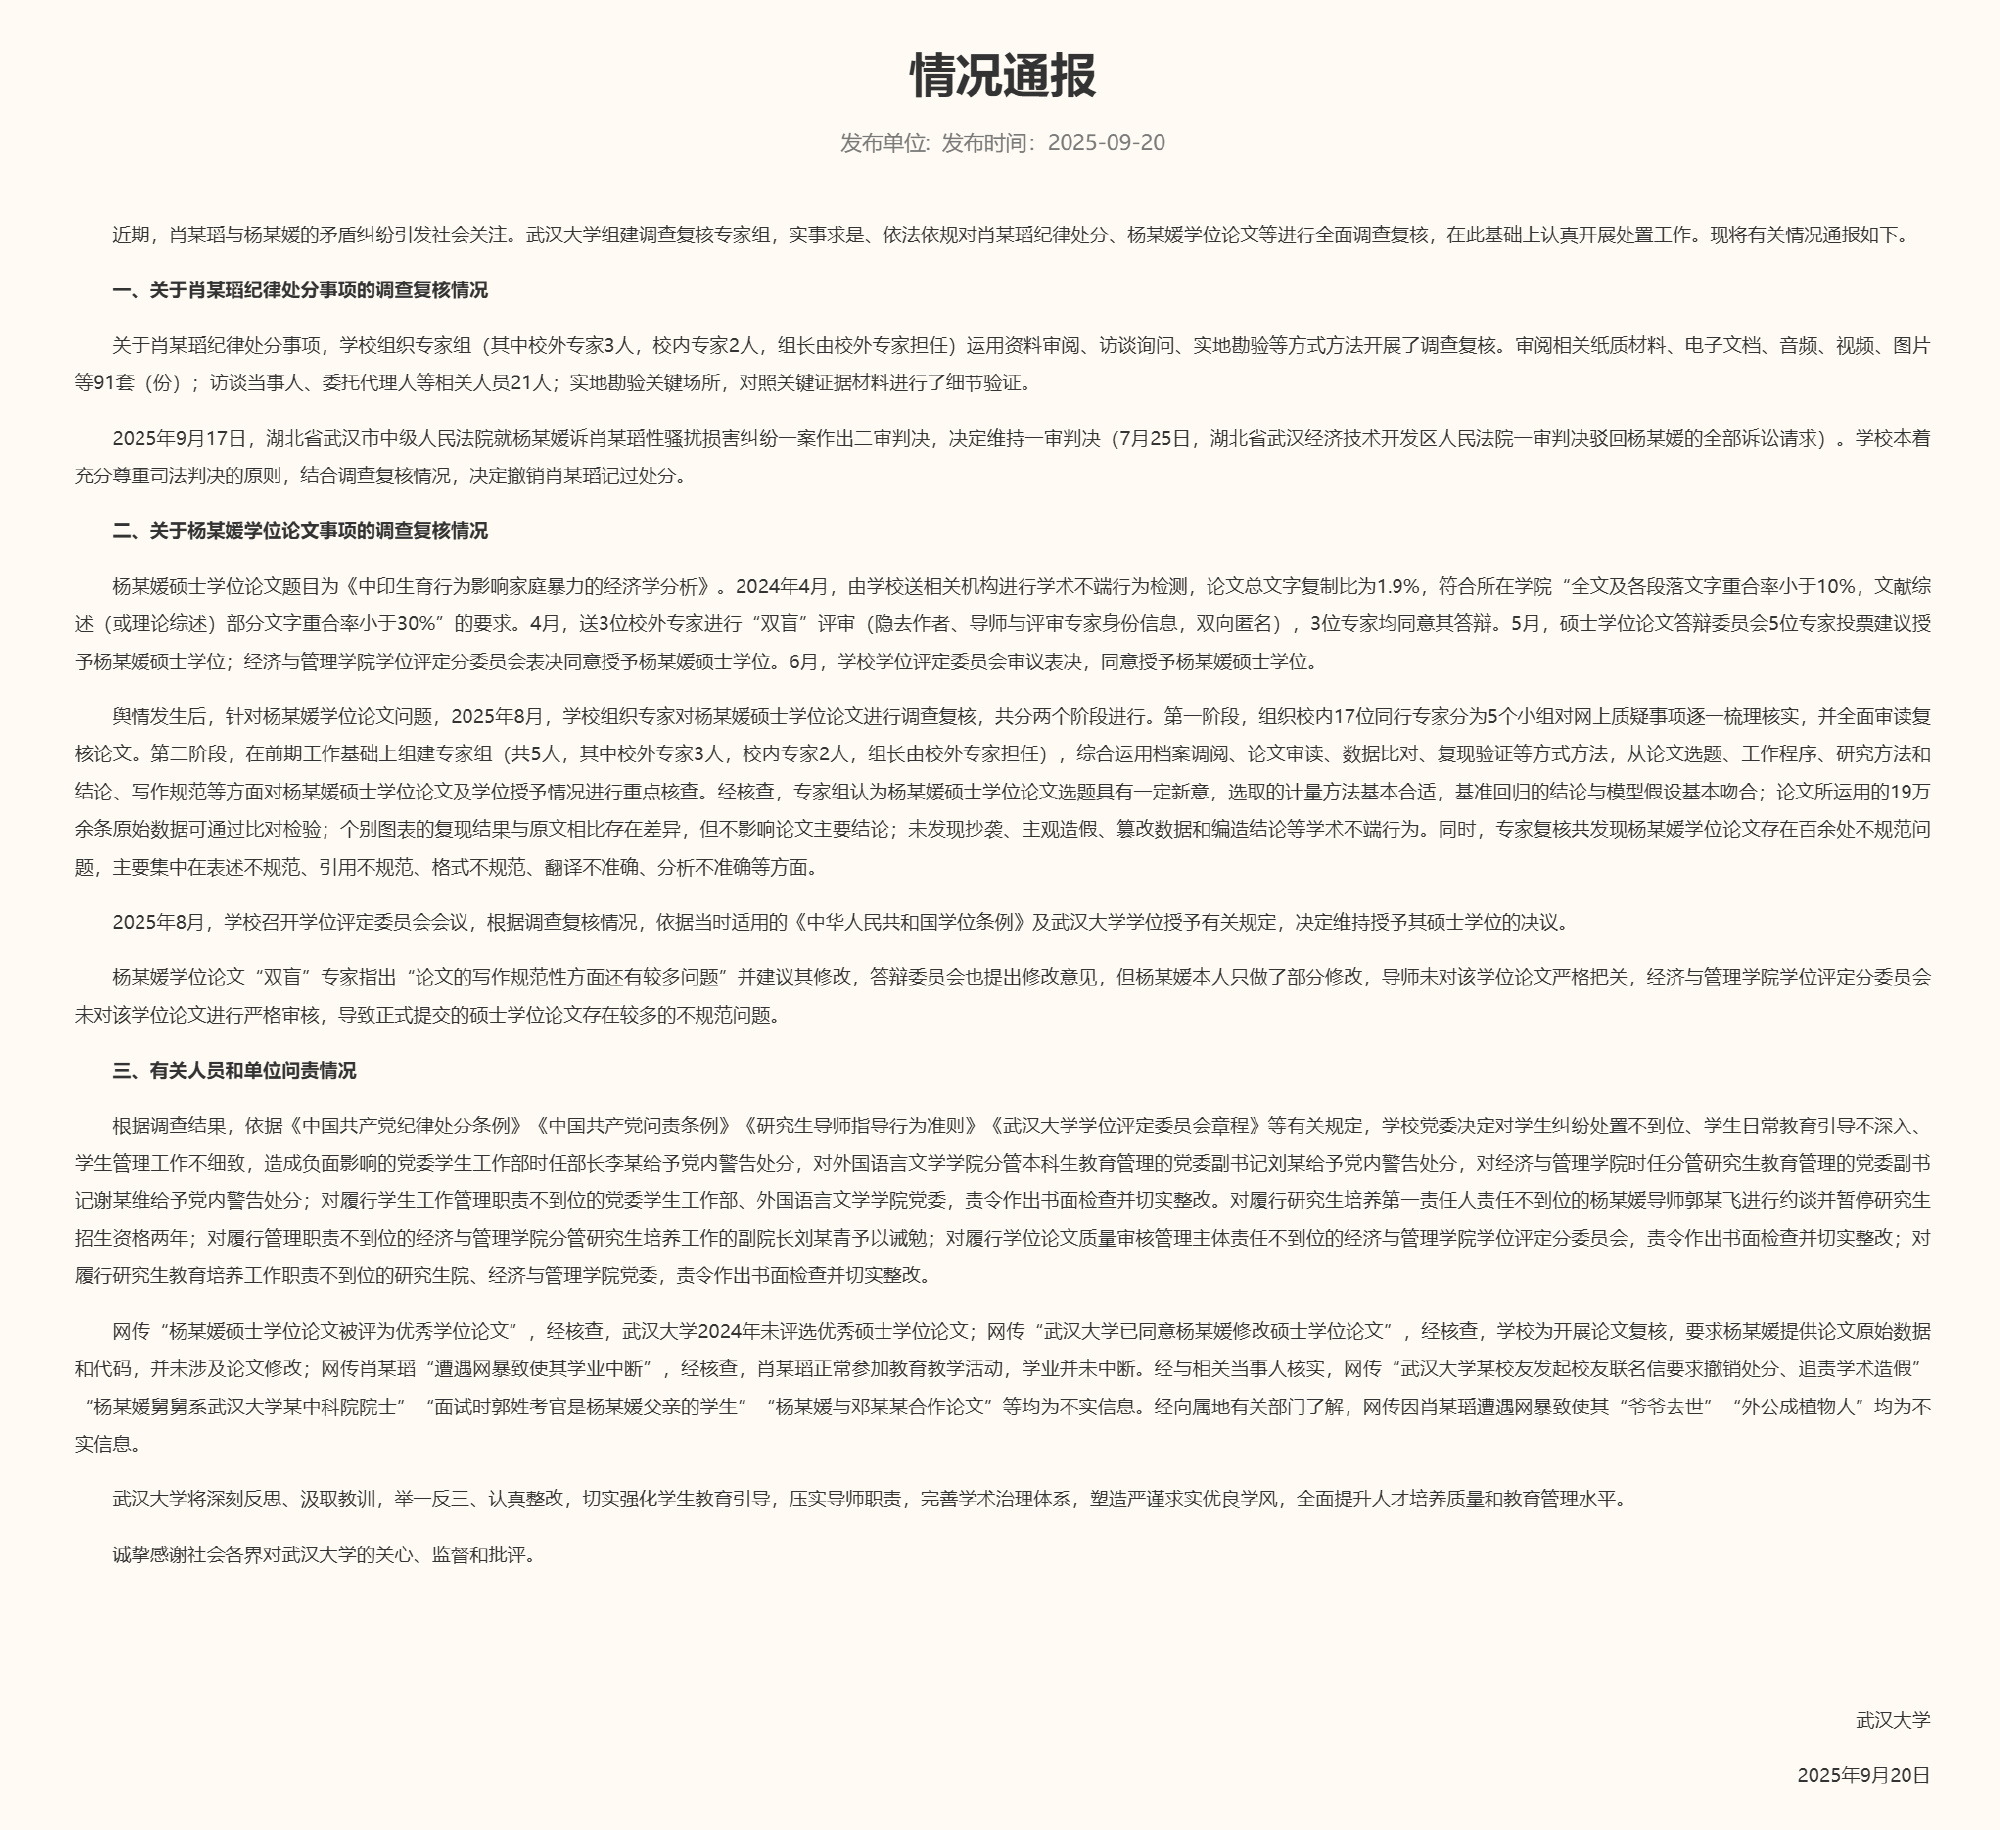 情况通报
发布单位: 发布时间：2025-09-20
近期，肖某瑫与杨某媛的矛盾纠纷引发社会关注。武汉大学组建调查复核专家组，实事求是、依法依规对肖某瑫纪律处分、杨某媛学位论文等进行全面调查复核，在此基础上认真开展处置工作。现将有关情况通报如下。
一、关于肖某瑫纪律处分事项的调查复核情况
关于肖某瑫纪律处分事项，学校组织专家组（其中校外专家3人，校内专家2人，组长由校外专家担任）运用资料审阅、访谈询问、实地勘验等方式方法开展了调查复核。审阅相关纸质材料、电子文档、音频、视频、图片
等91套（份）；访谈当事人、委托代理人等相关人员21人；实地勘验关键场所，对照关键证据材料进行了细节验证。
2025年9月17日，湖北省武汉市中级人民法院就杨某媛诉肖某瑫性骚扰损害纠纷一案作出二审判决，决定维持一审判决（7月25日，湖北省武汉经济技术开发区人民法院一审判决驳回杨某媛的全部诉讼请求）。学校本着
充分尊重司法判决的原则，结合调查复核情况，决定撤销肖某瑫记过处分。
二、关于杨某媛学位论文事项的调查复核情况
杨某媛硕士学位论文题目为《中印生育行为影响家庭暴力的经济学分析》。2024年4月，由学校送相关机构进行学术不端行为检测，论文总文字复制比为1.9%，符合所在学院“全文及各段落文字重合率小于10%，文献综
述（或理论综述）部分文字重合率小于30%”的要求。4月，送3位校外专家进行“双盲”评审（隐去作者、导师与评审专家身份信息，双向匿名），3位专家均同意其答辩。5月，硕士学位论文答辩委员会5位专家投票建议授
予杨某媛硕士学位；经济与管理学院学位评定分委员会表决同意授予杨某媛硕士学位。6月，学校学位评定委员会审议表决，同意授予杨某媛硕士学位。
舆情发生后，针对杨某媛学位论文问题，2025年8月，学校组织专家对杨某媛硕士学位论文进行调查复核，共分两个阶段进行。第一阶段，组织校内17位同行专家分为5个小组对网上质疑事项逐一梳理核实，并全面审读复
核论文。第二阶段，在前期工作基础上组建专家组（共5人，其中校外专家3人，校内专家2人，组长由校外专家担任），综合运用档案调阅、论文审读、数据比对、复现验证等方式方法，从论文选题、工作程序、研究方法和
结论、写作规范等方面对杨某媛硕士学位论文及学位授予情况进行重点核查。经核查，专家组认为杨某媛硕士学位论文选题具有一定新意，选取的计量方法基本合适，基准回归的结论与模型假设基本吻合；论文所运用的19万
余条原始数据可通过比对检验；个别图表的复现结果与原文相比存在差异，但不影响论文主要结论；未发现抄袭、主观造假、篡改数据和编造结论等学术不端行为。同时，专家复核共发现杨某媛学位论文存在百余处不规范问
题，主要集中在表述不规范、引用不规范、格式不规范、翻译不准确、分析不准确等方面。
2025年8月，学校召开学位评定委员会会议，根据调查复核情况，依据当时适用的《中华人民共和国学位条例》及武汉大学学位授予有关规定，决定维持授予其硕士学位的决议。
杨某媛学位论文“双盲”专家指出“论文的写作规范性方面还有较多问题”并建议其修改，答辩委员会也提出修改意见，但杨某媛本人只做了部分修改，导师未对该学位论文严格把关，经济与管理学院学位评定分委员会
未对该学位论文进行严格审核，导致正式提交的硕士学位论文存在较多的不规范问题。
三、有关人员和单位问责情况
根据调查结果，依据《中国共产党纪律处分条例》《中国共产党问责条例》《研究生导师指导行为准则》《武汉大学学位评定委员会章程》等有关规定，学校党委决定对学生纠纷处置不到位、学生日常教育引导不深入、
学生管理工作不细致，造成负面影响的党委学生工作部时任部长李某给予党内警告处分，对外国语言文学学院分管本科生教育管理的党委副书记刘某给予党内警告处分，对经济与管理学院时任分管研究生教育管理的党委副书
记谢某维给予党内警告处分；对履行学生工作管理职责不到位的党委学生工作部、外国语言文学学院党委，责令作出书面检查并切实整改。对履行研究生培养第一责任人责任不到位的杨某媛导师郭某飞进行约谈并暂停研究生
招生资格两年；对履行管理职责不到位的经济与管理学院分管研究生培养工作的副院长刘某青予以诫勉；对履行学位论文质量审核管理主体责任不到位的经济与管理学院学位评定分委员会，责令作出书面检查并切实整改；对
履行研究生教育培养工作职责不到位的研究生院、经济与管理学院党委，责令作出书面检查并切实整改。
网传“杨某媛硕士学位论文被评为优秀学位论文”，经核查，武汉大学2024年未评选优秀硕士学位论文；网传“武汉大学已同意杨某媛修改硕士学位论文”，经核查，学校为开展论文复核，要求杨某媛提供论文原始数据
和代码，并未涉及论文修改；网传肖某瑫“遭遇网暴致使其学业中断”，经核查，肖某瑫正常参加教育教学活动，学业并未中断。经与相关当事人核实，网传“武汉大学某校友发起校友联名信要求撤销处分、追责学术造假”
“杨某媛舅舅系武汉大学某中科院院士”“面试时郭姓考官是杨某媛父亲的学生”“杨某媛与邓某某合作论文”等均为不实信息。经向属地有关部门了解，网传因肖某瑫遭遇网暴致使其“爷爷去世”“外公成植物人”均为不
实信息。
武汉大学将深刻反思、汲取教训，举一反三、认真整改，切实强化学生教育引导，压实导师职责，完善学术治理体系，塑造严谨求实优良学风，全面提升人才培养质量和教育管理水平。
诚挚感谢社会各界对武汉大学的关心、监督和批评。
武汉大学
2025年9月20日